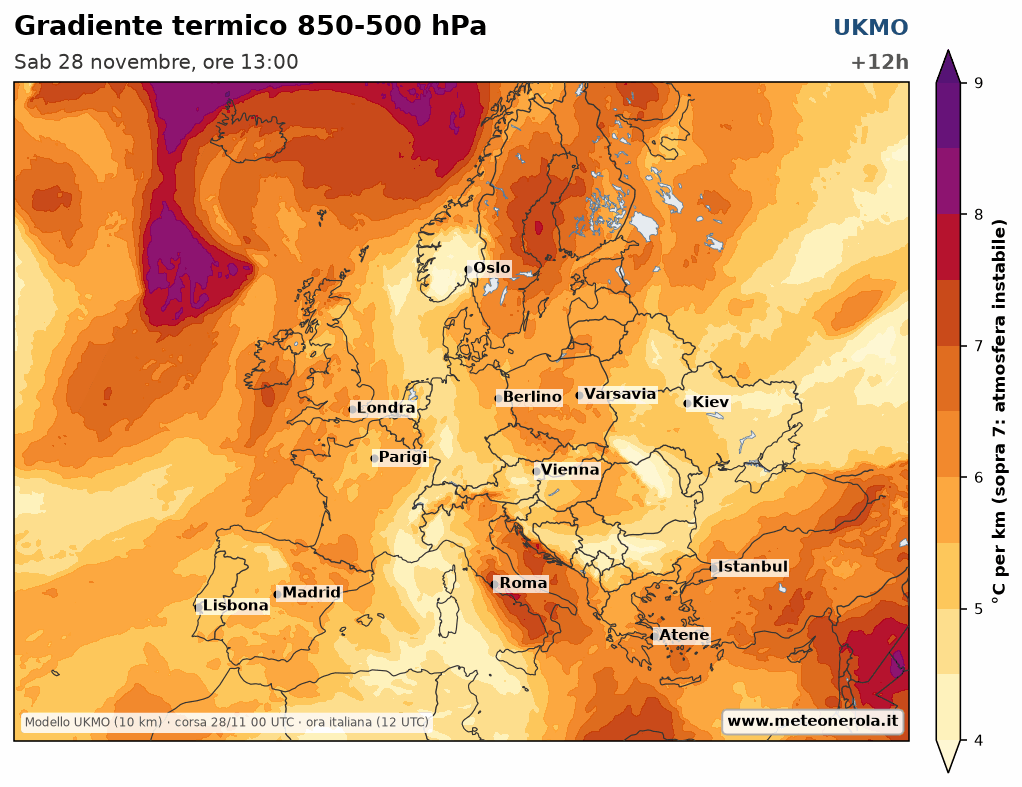 Gradiente termico 850-500 hPa
UKMO
Sab 28 novembre, ore 13:00
+12h
Oslo
Londra
Berlino
Varsavia
Kiev
Parigi
Vienna
Roma
Istanbul
Madrid
Lisbona
Atene
Modello UKMO (10 km) · corsa 28/11 00 UTC · ora italiana (12 UTC)
www.meteonerola.it
9
8
7
6
5
4
°C per km (sopra 7: atmosfera instabile)